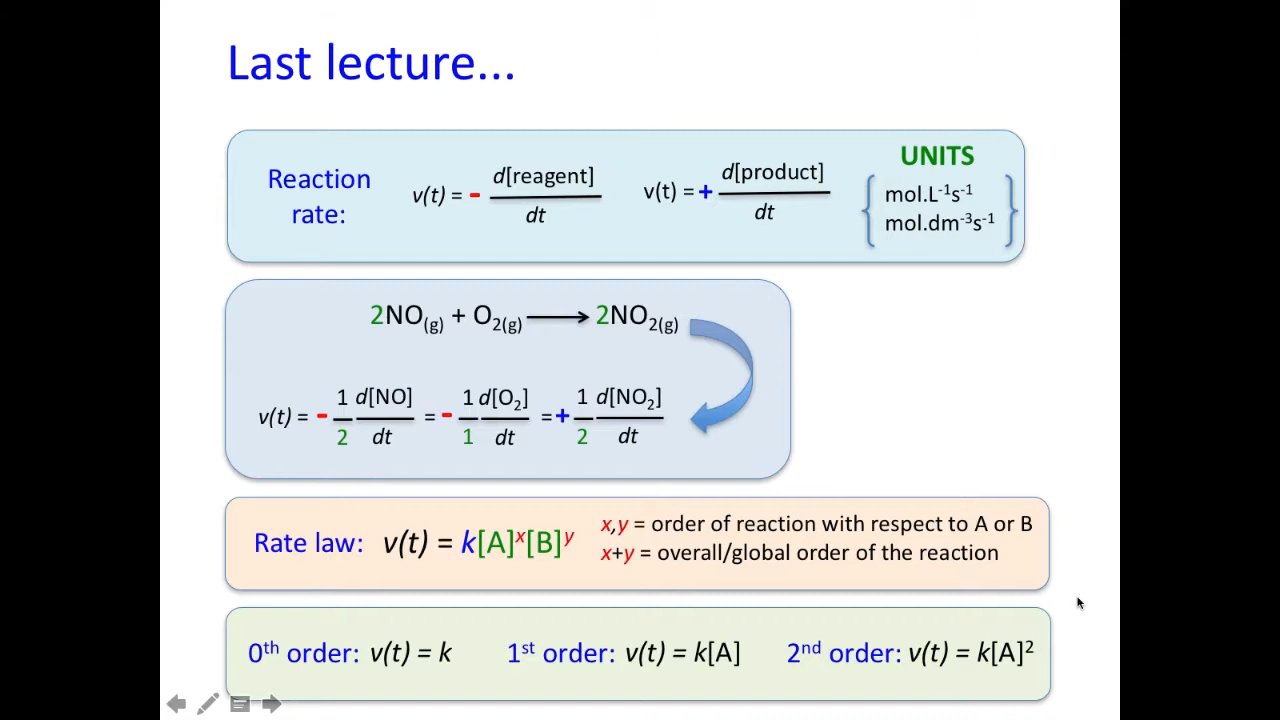 Last lecture...
Reaction rate:
v(t) = - d[reagent]/dt
v(t) = + d[product]/dt
UNITS
mol.L⁻¹s⁻¹
mol.dm⁻³s⁻¹
2NO(g) + O₂(g) ⟶ 2NO₂(g)
v(t) = - 1/2 d[NO]/dt = - 1/1 d[O₂]/dt = + 1/2 d[NO₂]/dt
Rate law: v(t) = k[A]ˣ[B]ʸ
x,y = order of reaction with respect to A or B
x+y = overall/global order of the reaction
0ᵗʰ order: v(t) = k 1ˢᵗ order: v(t) = k[A] 2ⁿᵈ order: v(t) = k[A]²